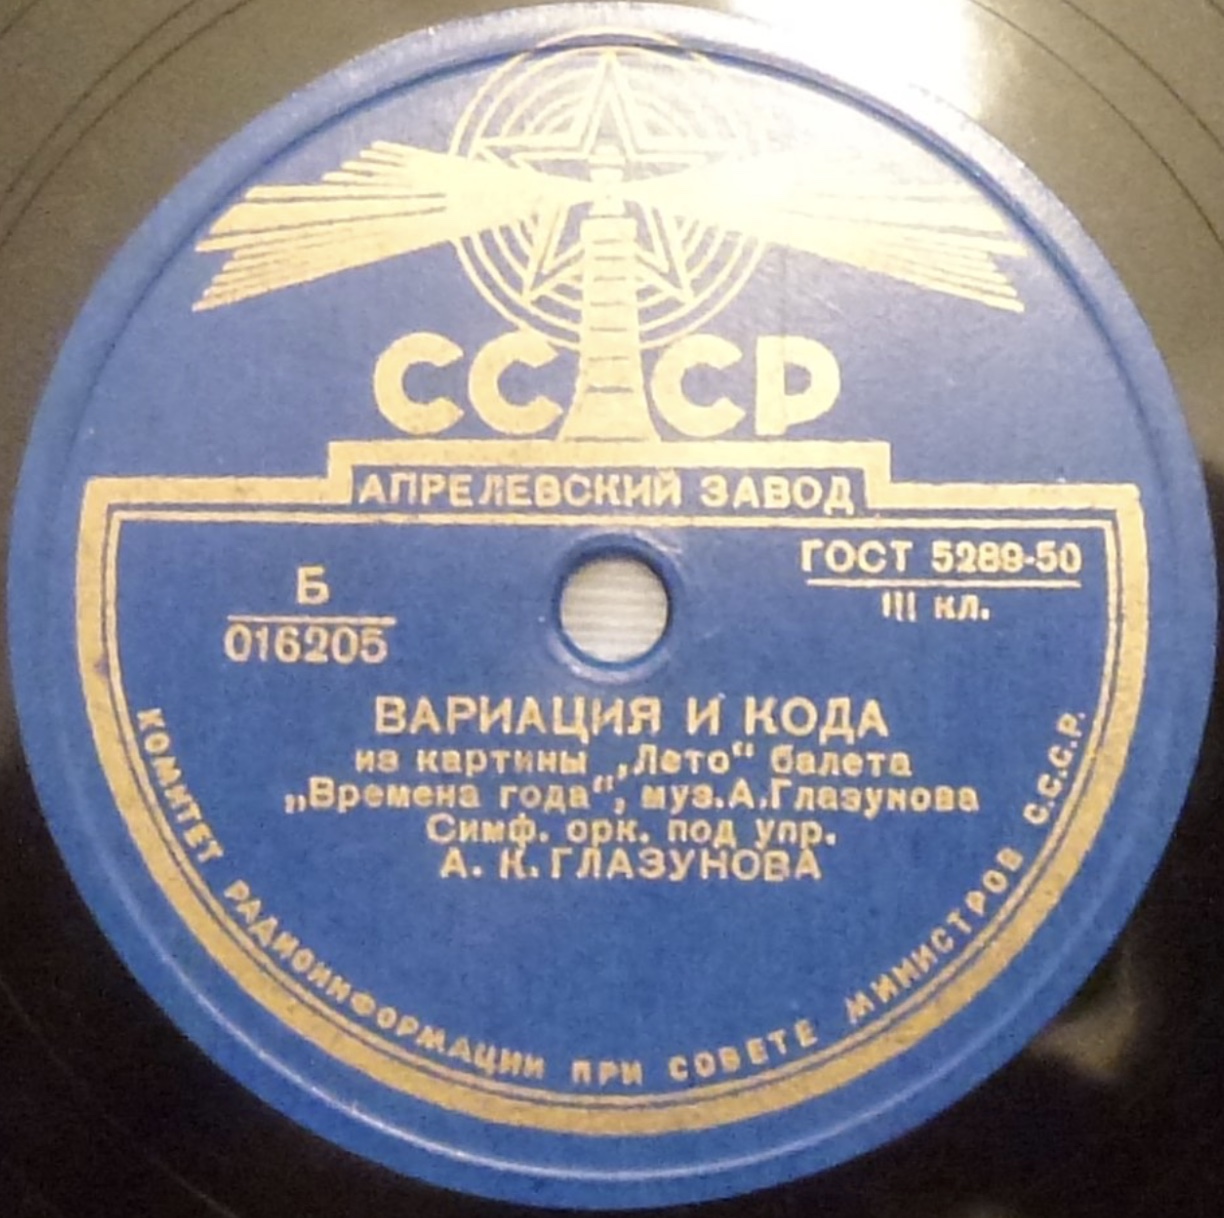 СССР
АПРЕЛЕВСКИЙ ЗАВОД
ГОСТ 5289-50
III кл.
Б
016205
ВАРИАЦИЯ И КОДА
из картины „Лето“ балета
„Времена года“, муз. А. Глазунова
Симф. орк. под упр.
А. К. ГЛАЗУНОВА
КОМИТЕТ РАДИОИНФОРМАЦИИ ПРИ СОВЕТЕ МИНИСТРОВ С.С.С.Р.